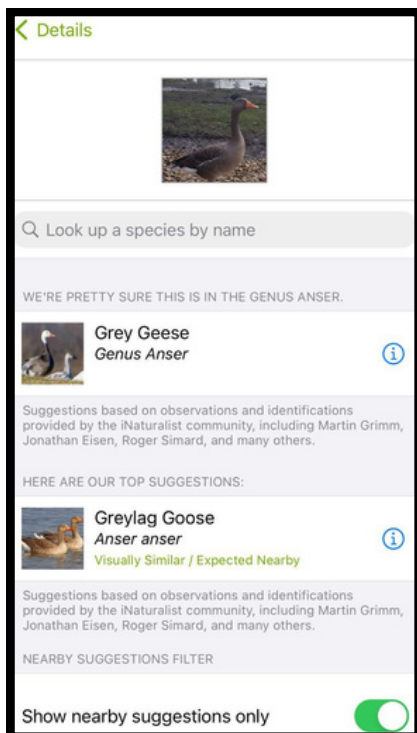 Details
Look up a species by name
WE'RE PRETTY SURE THIS IS IN THE GENUS ANSER.
Grey Geese
Genus Anser
Suggestions based on observations and identifications
provided by the iNaturalist community, including Martin Grimm,
Jonathan Eisen, Roger Simard, and many others.
HERE ARE OUR TOP SUGGESTIONS:
Greylag Goose
Anser anser
Visually Similar / Expected Nearby
Suggestions based on observations and identifications
provided by the iNaturalist community, including Martin Grimm,
Jonathan Eisen, Roger Simard, and many others.
NEARBY SUGGESTIONS FILTER
Show nearby suggestions only